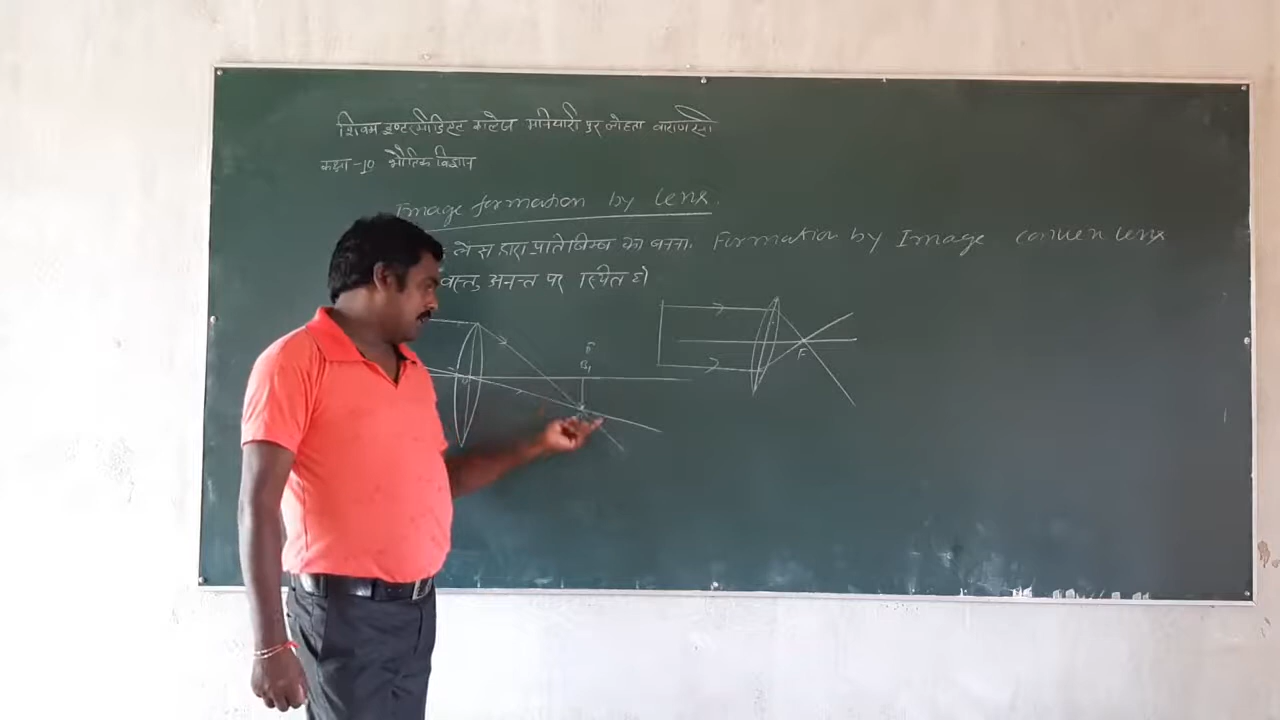 शिवम इण्टरमीडिएट कालेज मनियारी पुर लोहता वाराणसी
कक्षा -10 भौतिक विज्ञान
Image formation by lens.
लेन्स द्वारा प्रतिबिम्ब का बनना. Formation by Image conven lens
वस्तु अनन्त पर स्थित हो
F
F